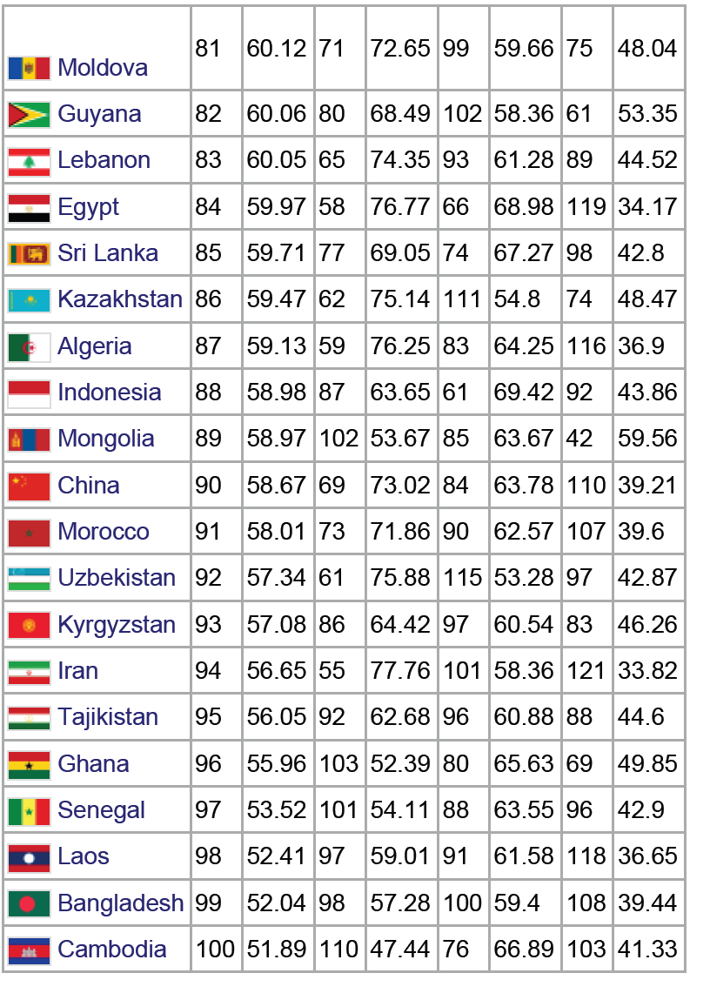 Moldova 81 60.12 71 72.65 99 59.66 75 48.04
Guyana 82 60.06 80 68.49 102 58.36 61 53.35
Lebanon 83 60.05 65 74.35 93 61.28 89 44.52
Egypt 84 59.97 58 76.77 66 68.98 119 34.17
Sri Lanka 85 59.71 77 69.05 74 67.27 98 42.8
Kazakhstan 86 59.47 62 75.14 111 54.8 74 48.47
Algeria 87 59.13 59 76.25 83 64.25 116 36.9
Indonesia 88 58.98 87 63.65 61 69.42 92 43.86
Mongolia 89 58.97 102 53.67 85 63.67 42 59.56
China 90 58.67 69 73.02 84 63.78 110 39.21
Morocco 91 58.01 73 71.86 90 62.57 107 39.6
Uzbekistan 92 57.34 61 75.88 115 53.28 97 42.87
Kyrgyzstan 93 57.08 86 64.42 97 60.54 83 46.26
Iran 94 56.65 55 77.76 101 58.36 121 33.82
Tajikistan 95 56.05 92 62.68 96 60.88 88 44.6
Ghana 96 55.96 103 52.39 80 65.63 69 49.85
Senegal 97 53.52 101 54.11 88 63.55 96 42.9
Laos 98 52.41 97 59.01 91 61.58 118 36.65
Bangladesh 99 52.04 98 57.28 100 59.4 108 39.44
Cambodia 100 51.89 110 47.44 76 66.89 103 41.33